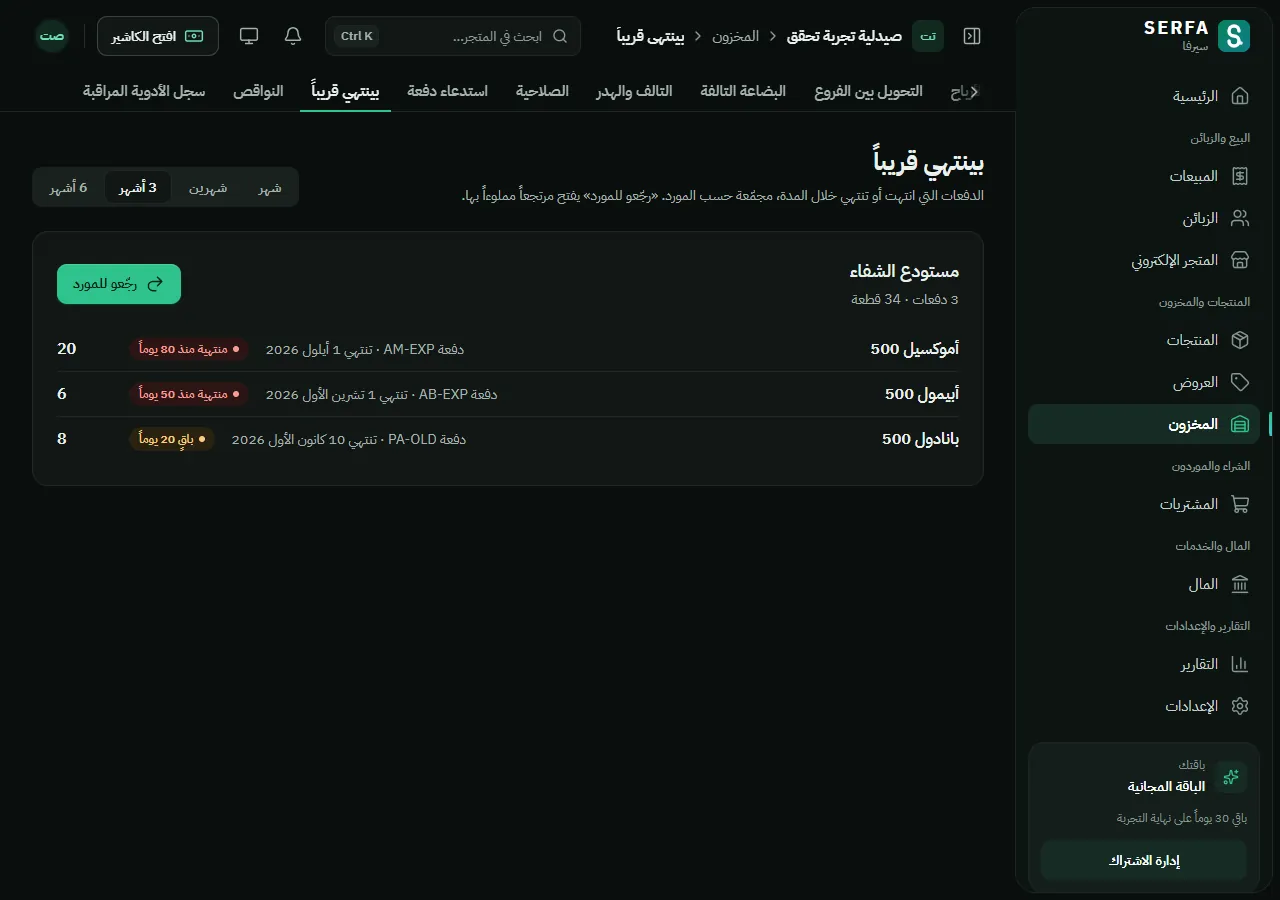 SERFA
سيرفا
الرئيسية
البيع والزبائن
المبيعات
الزبائن
المتجر الإلكتروني
المنتجات والمخزون
المنتجات
العروض
المخزون
الشراء والموردون
المشتريات
المال والخدمات
المال
التقارير والإعدادات
التقارير
الإعدادات
باقتك
الباقة المجانية
باقي 30 يوماً على نهاية التجربة
إدارة الاشتراك
تت صيدلية تجربة تحقق المخزون بينتهي قريباً
ابحث في المتجر... Ctrl K
افتح الكاشير
صت
التحويل بين الفروع البضاعة التالفة التالف والهدر الصلاحية استدعاء دفعة بينتهي قريباً النواقص سجل الأدوية المراقبة
بينتهي قريباً
الدفعات التي انتهت أو تنتهي خلال المدة، مجمّعة حسب المورد. «رجّعو للمورد» يفتح مرتجعاً مملوءاً بها.
شهر شهرين 3 أشهر 6 أشهر
مستودع الشفاء
3 دفعات · 34 قطعة
رجّعو للمورد
أموكسيل 500 دفعة AM-EXP · تنتهي 1 أيلول 2026 منتهية منذ 80 يوماً 20
أبيمول 500 دفعة AB-EXP · تنتهي 1 تشرين الأول 2026 منتهية منذ 50 يوماً 6
بانادول 500 دفعة PA-OLD · تنتهي 10 كانون الأول 2026 باقٍ 20 يوماً 8